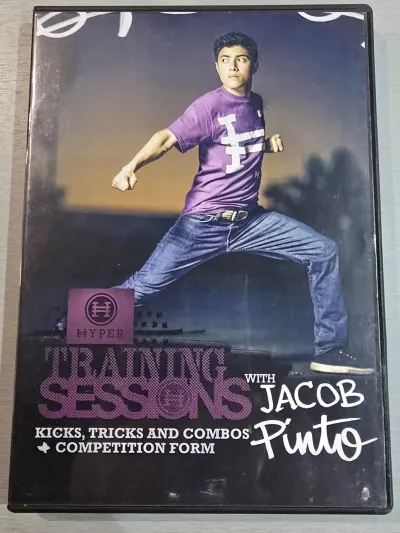 HYPER
TRAINING
SESSIONS
WITH
JACOB
Pinto
KICKS, TRICKS AND COMBOS
+ COMPETITION FORM